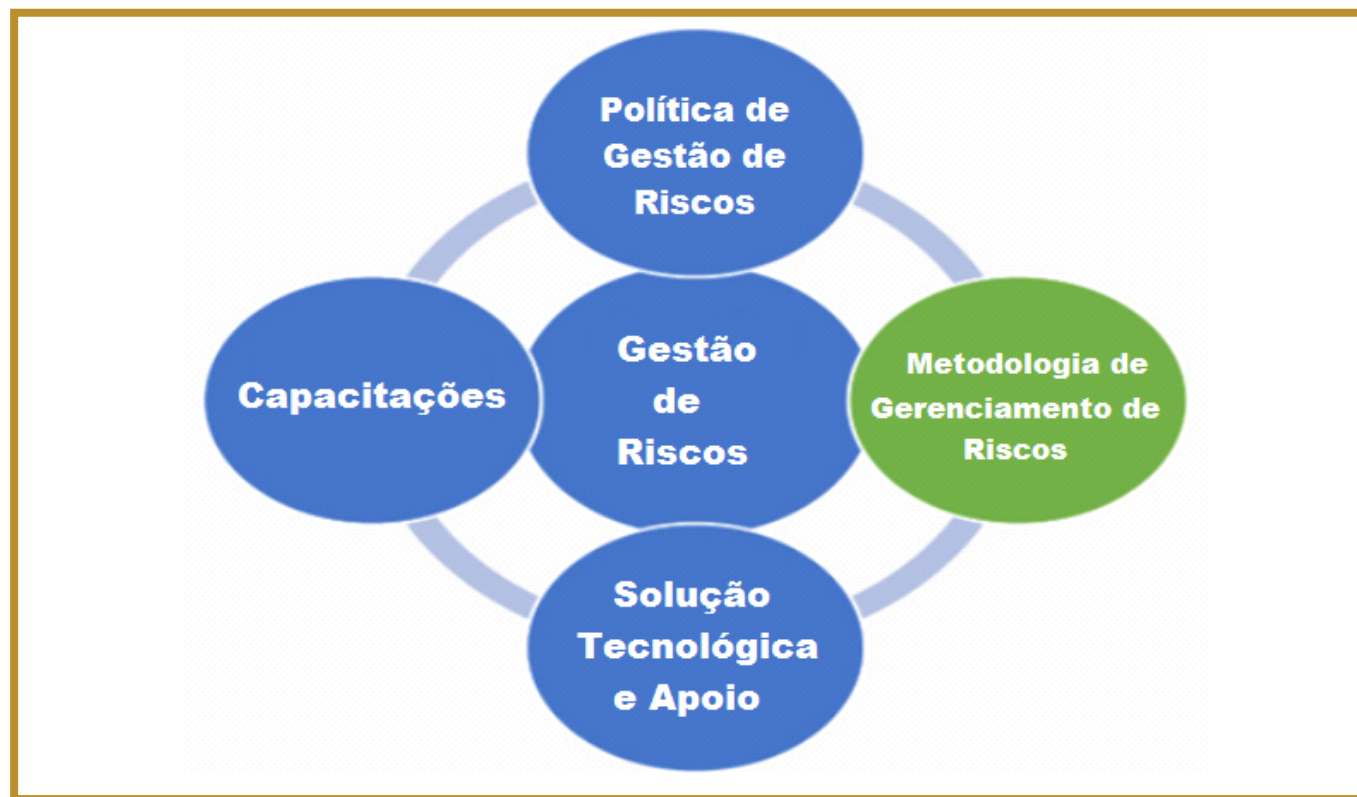 Política de
Gestão de
Riscos
Capacitações
Gestão
de
Riscos
Metodologia de
Gerenciamento de
Riscos
Solução
Tecnológica
e Apoio